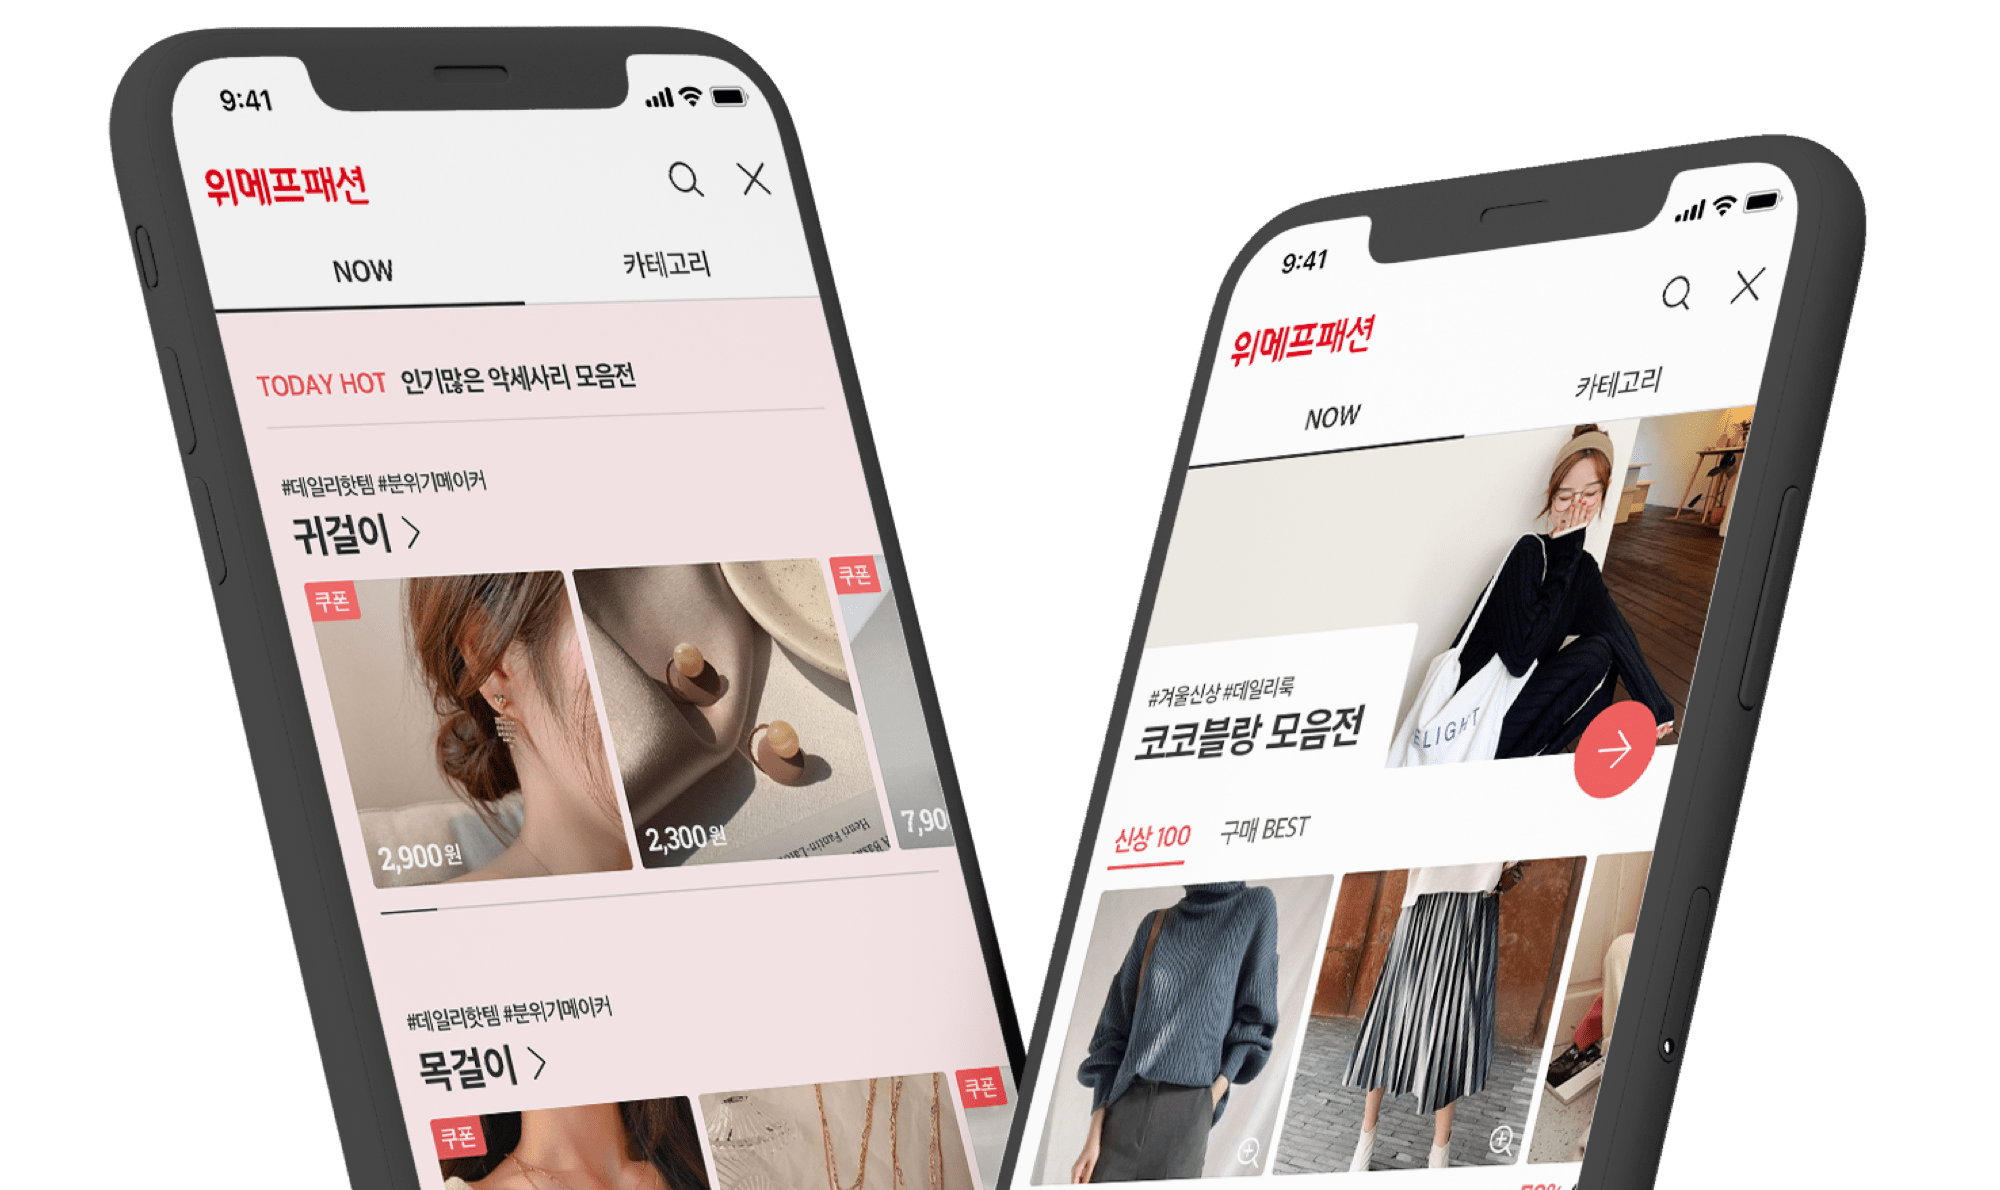 9:41
위메프패션
NOW
카테고리
TODAY HOT 인기많은 악세사리 모음전
#데일리핫템 #분위기메이커
귀걸이
쿠폰
쿠폰
2,900원
2,300원
7,90
#데일리핫템 #분위기메이커
목걸이
쿠폰
쿠폰
9:41
위메프패션
NOW
카테고리
#겨울신상 #데일리룩
코코블랑 모음전
신상 100
구매 BEST